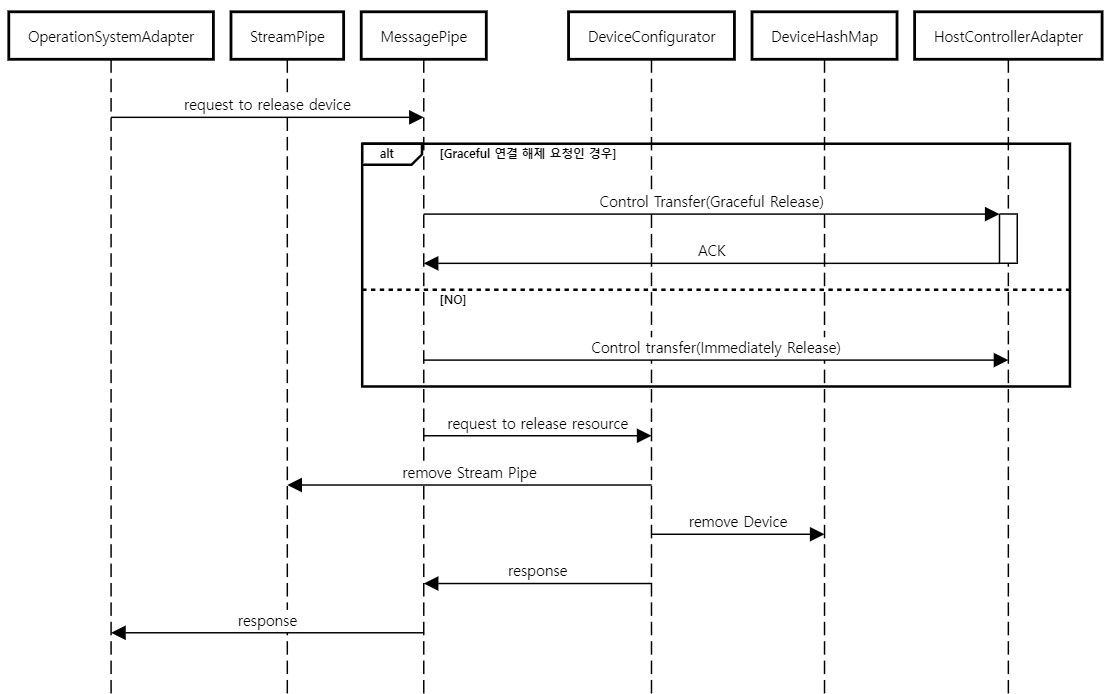 OperationSystemAdapter
StreamPipe
MessagePipe
DeviceConfigurator
DeviceHashMap
HostControllerAdapter
request to release device
alt
[Graceful 연결 해제 요청인 경우]
Control Transfer(Graceful Release)
ACK
[NO]
Control transfer(Immediately Release)
request to release resource
remove Stream Pipe
remove Device
response
response